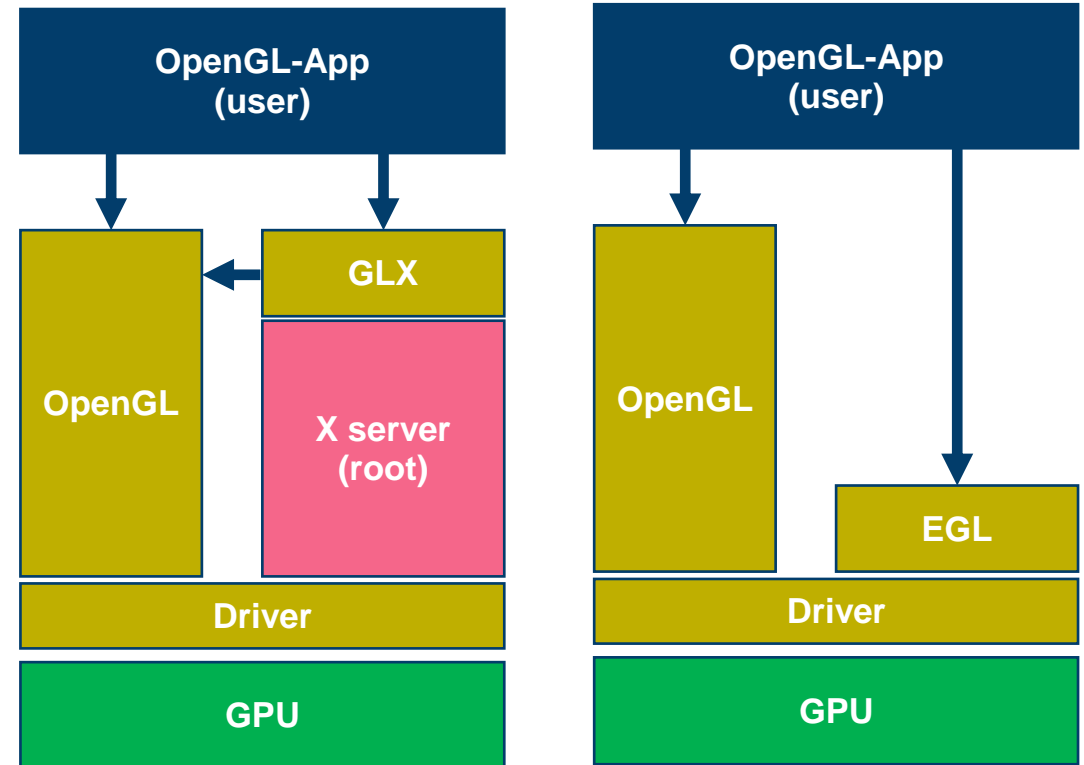 OpenGL-App
(user)
GLX
OpenGL
X server
(root)
Driver
GPU
OpenGL-App
(user)
OpenGL
EGL
Driver
GPU